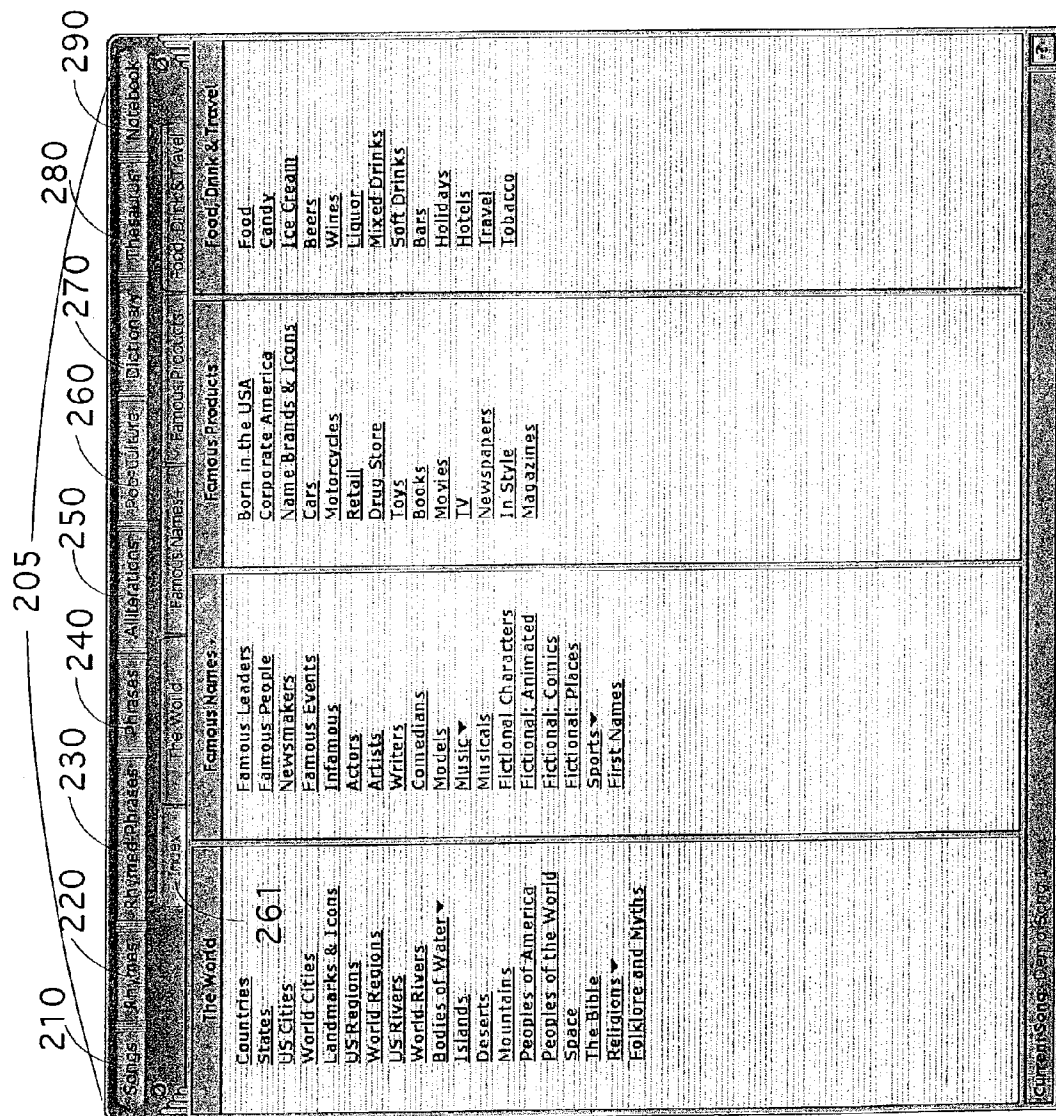 205
210 220 230 240 250 260 270 280 290
Songs Rhymes Rhymed Phrases Phrases Alliterations Pop-culture Dictionary Thesaurus Notebook
Index The World Famous Names Famous Products Food, Drink & Travel
The World
Countries
States
261
US Cities
World Cities
Landmarks & Icons
US Regions
World Regions
US Rivers
World Rivers
Bodies of Water
Islands
Deserts
Mountains
Peoples of America
Peoples of the World
Space
The Bible
Religions
Folklore and Myths
Famous Names
Famous Leaders
Famous People
Newsmakers
Famous Events
Infamous
Actors
Artists
Writers
Comedians
Models
Music
Musicals
Fictional Characters
Fictional: Animated
Fictional: Comics
Fictional: Places
Sports
First Names
Famous Products
Born in the USA
Corporate America
Name Brands & Icons
Cars
Motorcycles
Retail
Drug Store
Toys
Books
Movies
TV
Newspapers
In Style
Magazines
Food, Drink & Travel
Food
Candy
Ice Cream
Beers
Wines
Liquor
Mixed Drinks
Soft Drinks
Bars
Holidays
Hotels
Travel
Tobacco
Current Song: Demo Song
?